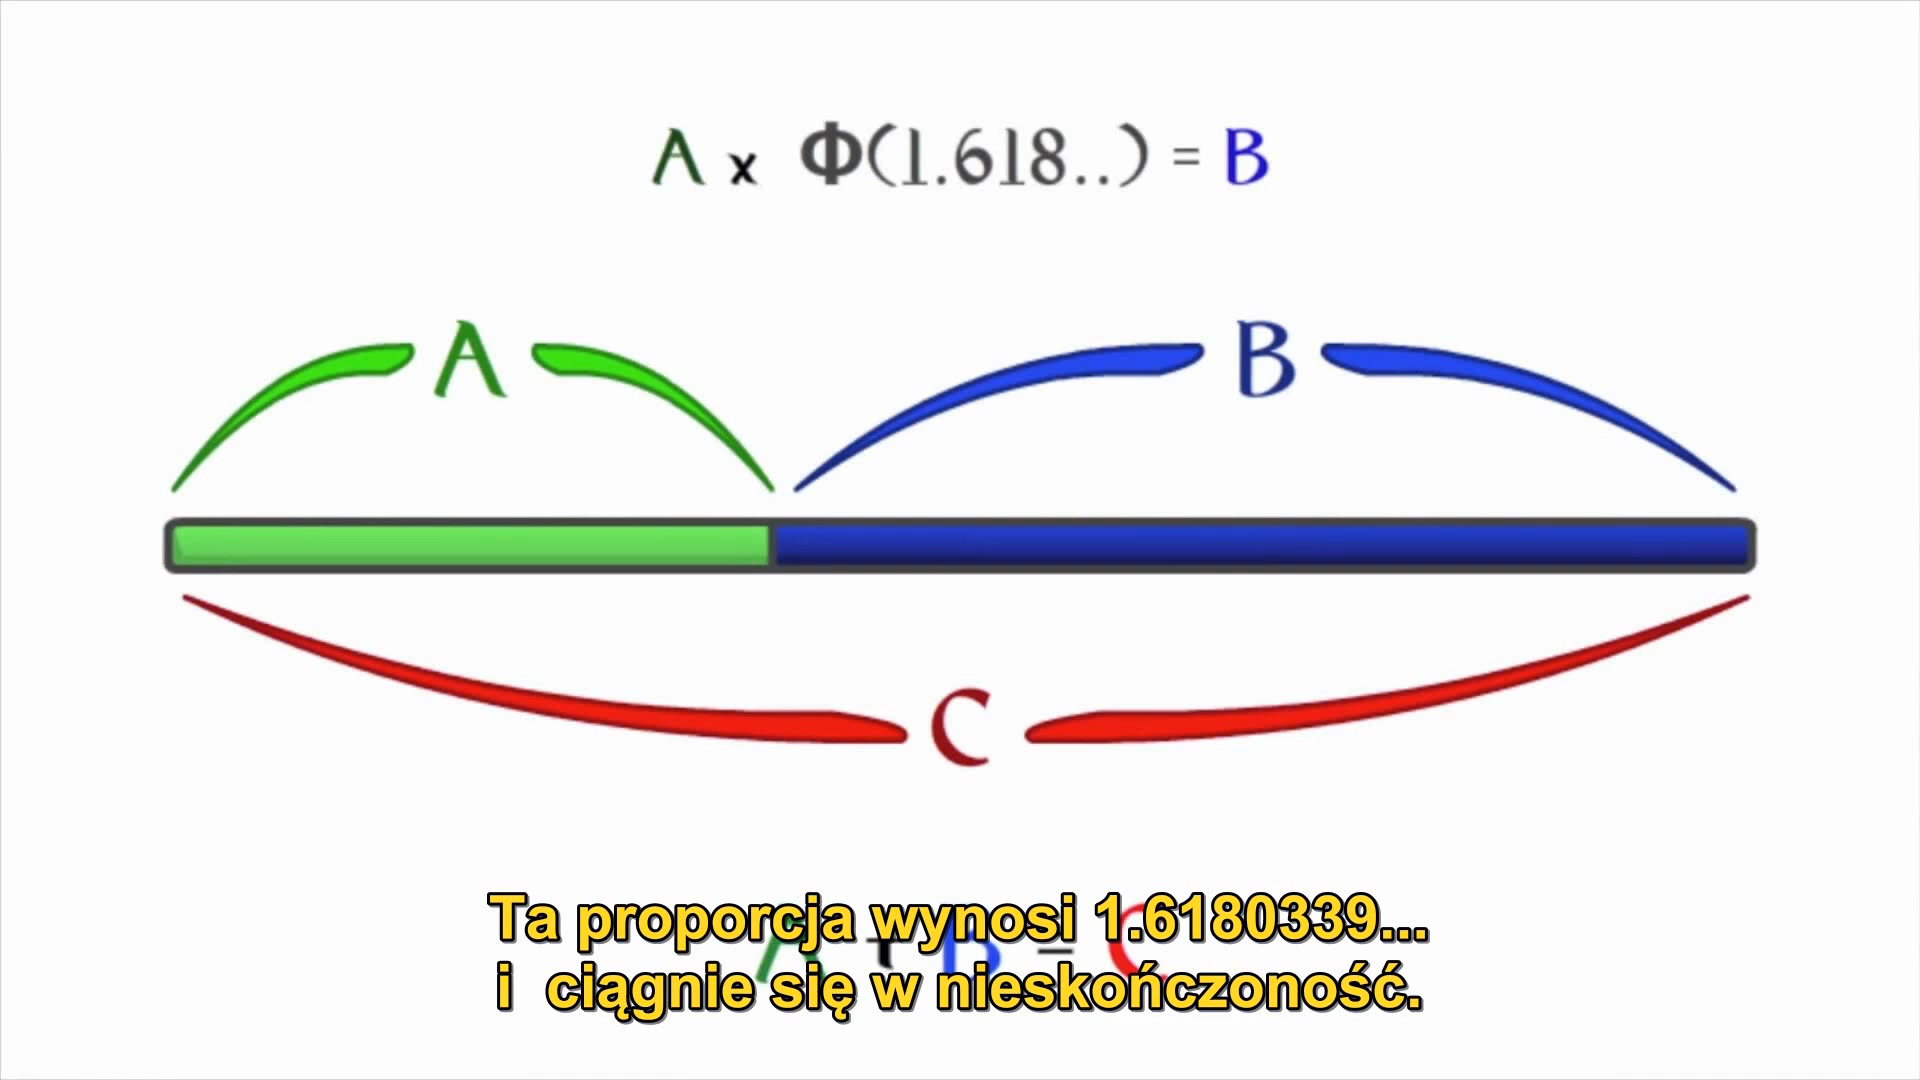 A x Φ(1.618..) = B
A B
C
A + B = C
Ta proporcja wynosi 1.6180339...
i ciągnie się w nieskończoność.